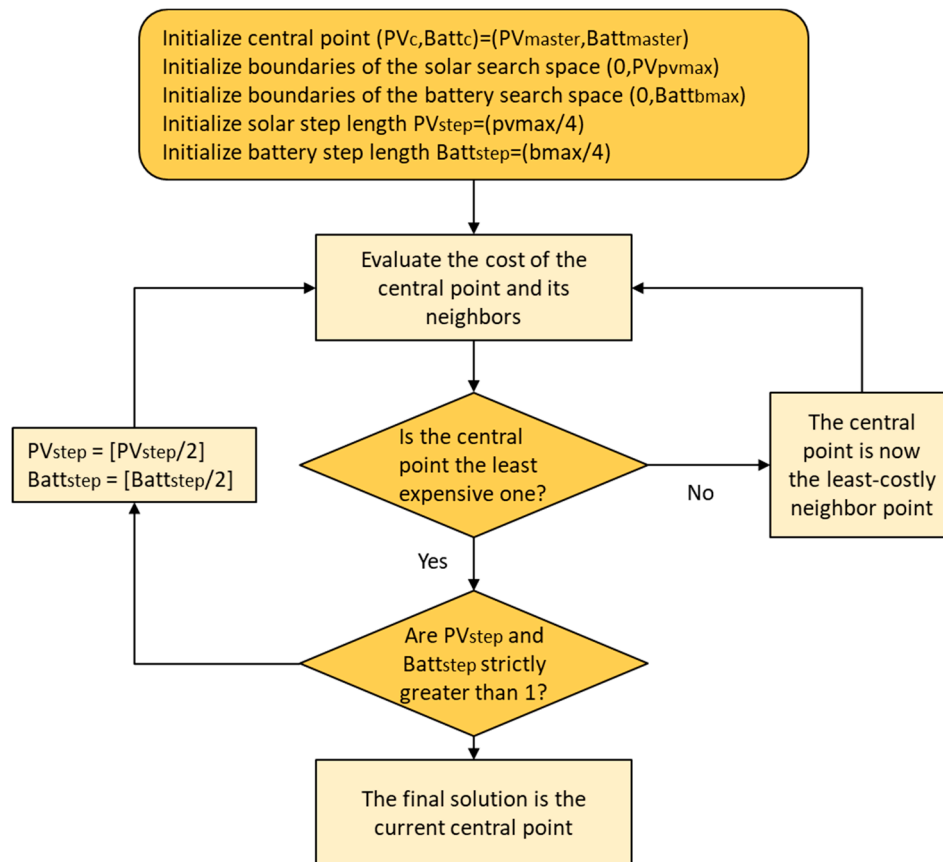 Initialize central point (PVc,Battc)=(PVmaster,Battmaster)
Initialize boundaries of the solar search space (0,PVpvmax)
Initialize boundaries of the battery search space (0,Battbmax)
Initialize solar step length PVstep=(pvmax/4)
Initialize battery step length Battstep=(bmax/4)
Evaluate the cost of the
central point and its
neighbors
Is the central
point the least
expensive one?
No
The central
point is now
the least-costly
neighbor point
Yes
PVstep = [PVstep/2]
Battstep = [Battstep/2]
Are PVstep and
Battstep strictly
greater than 1?
The final solution is the
current central point